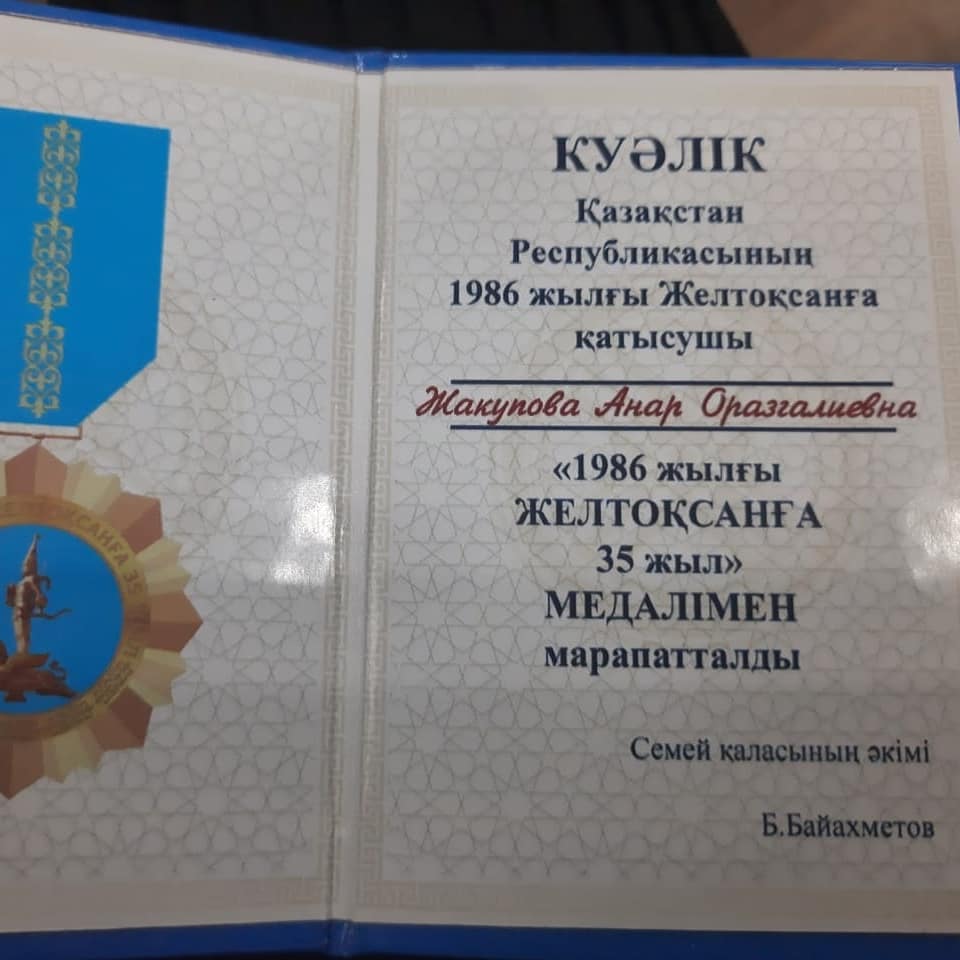 КУӘЛІК
Қазақстан
Республикасының
1986 жылғы Желтоқсанға
қатысушы
Жакупова Анар Оразгалиевна
«1986 жылғы
ЖЕЛТОҚСАНҒА
35 жыл»
МЕДАЛІМЕН
марапатталды
Семей қаласының әкімі
Б.Байахметов